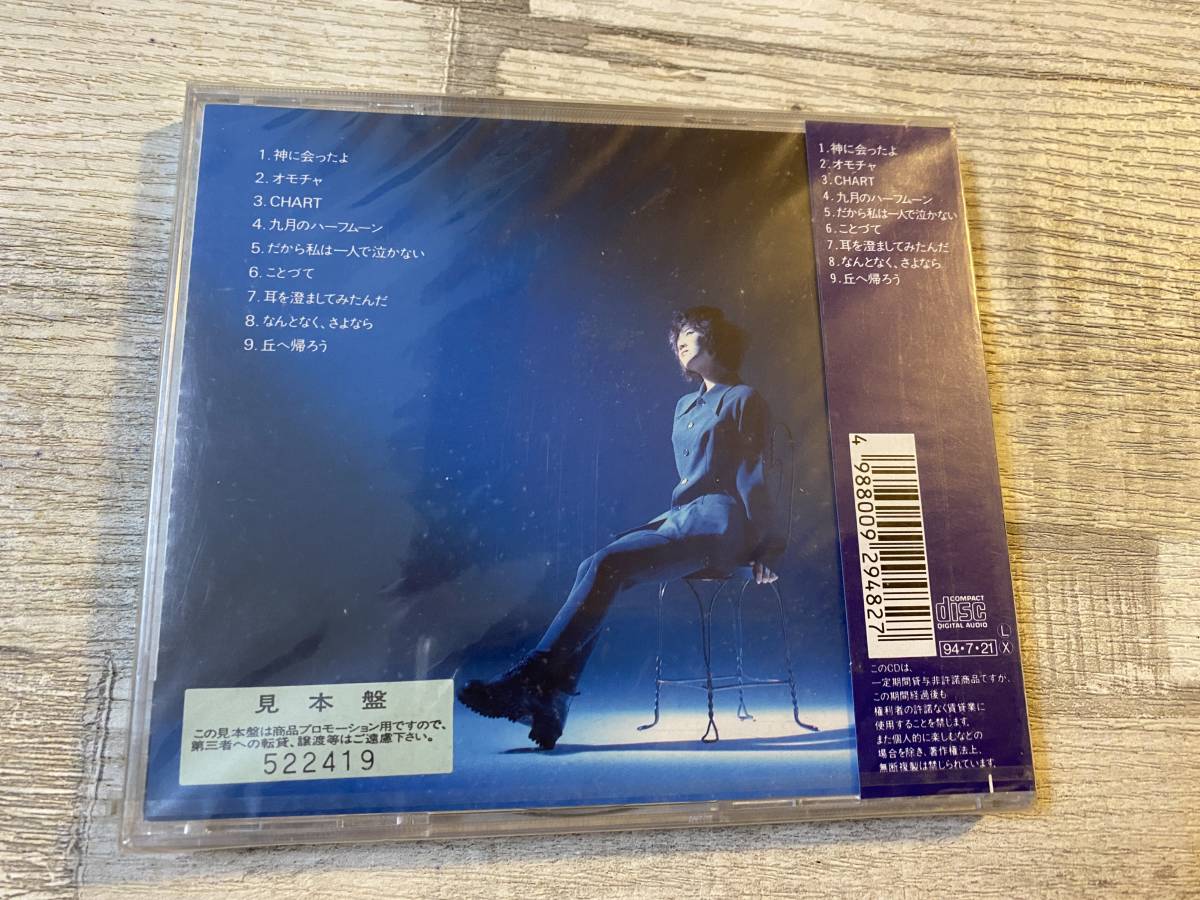 1. 神に会ったよ
2. オモチャ
3. CHART
4. 九月のハーフムーン
5. だから私は一人で泣かない
6. ことづて
7. 耳を澄ましてみたんだ
8. なんとなく、さよなら
9. 丘へ帰ろう
見本盤
この見本盤は商品プロモーション用ですので、
第三者への転貸、譲渡等はご遠慮下さい。
522419
1. 神に会ったよ
2. オモチャ
3. CHART
4. 九月のハーフムーン
5. だから私は一人で泣かない
6. ことづて
7. 耳を澄ましてみたんだ
8. なんとなく、さよなら
9. 丘へ帰ろう
4 988009 294827
COMPACT
disc
DIGITAL AUDIO
L
94・7・21 X
このCDは、
一定期間貸与非許諾商品ですが、
この期間経過後も
権利者の許諾なく賃貸業に
使用することを禁じます。
また個人的に楽しむなどの
場合を除き、著作権法上、
無断複製は禁じられています。